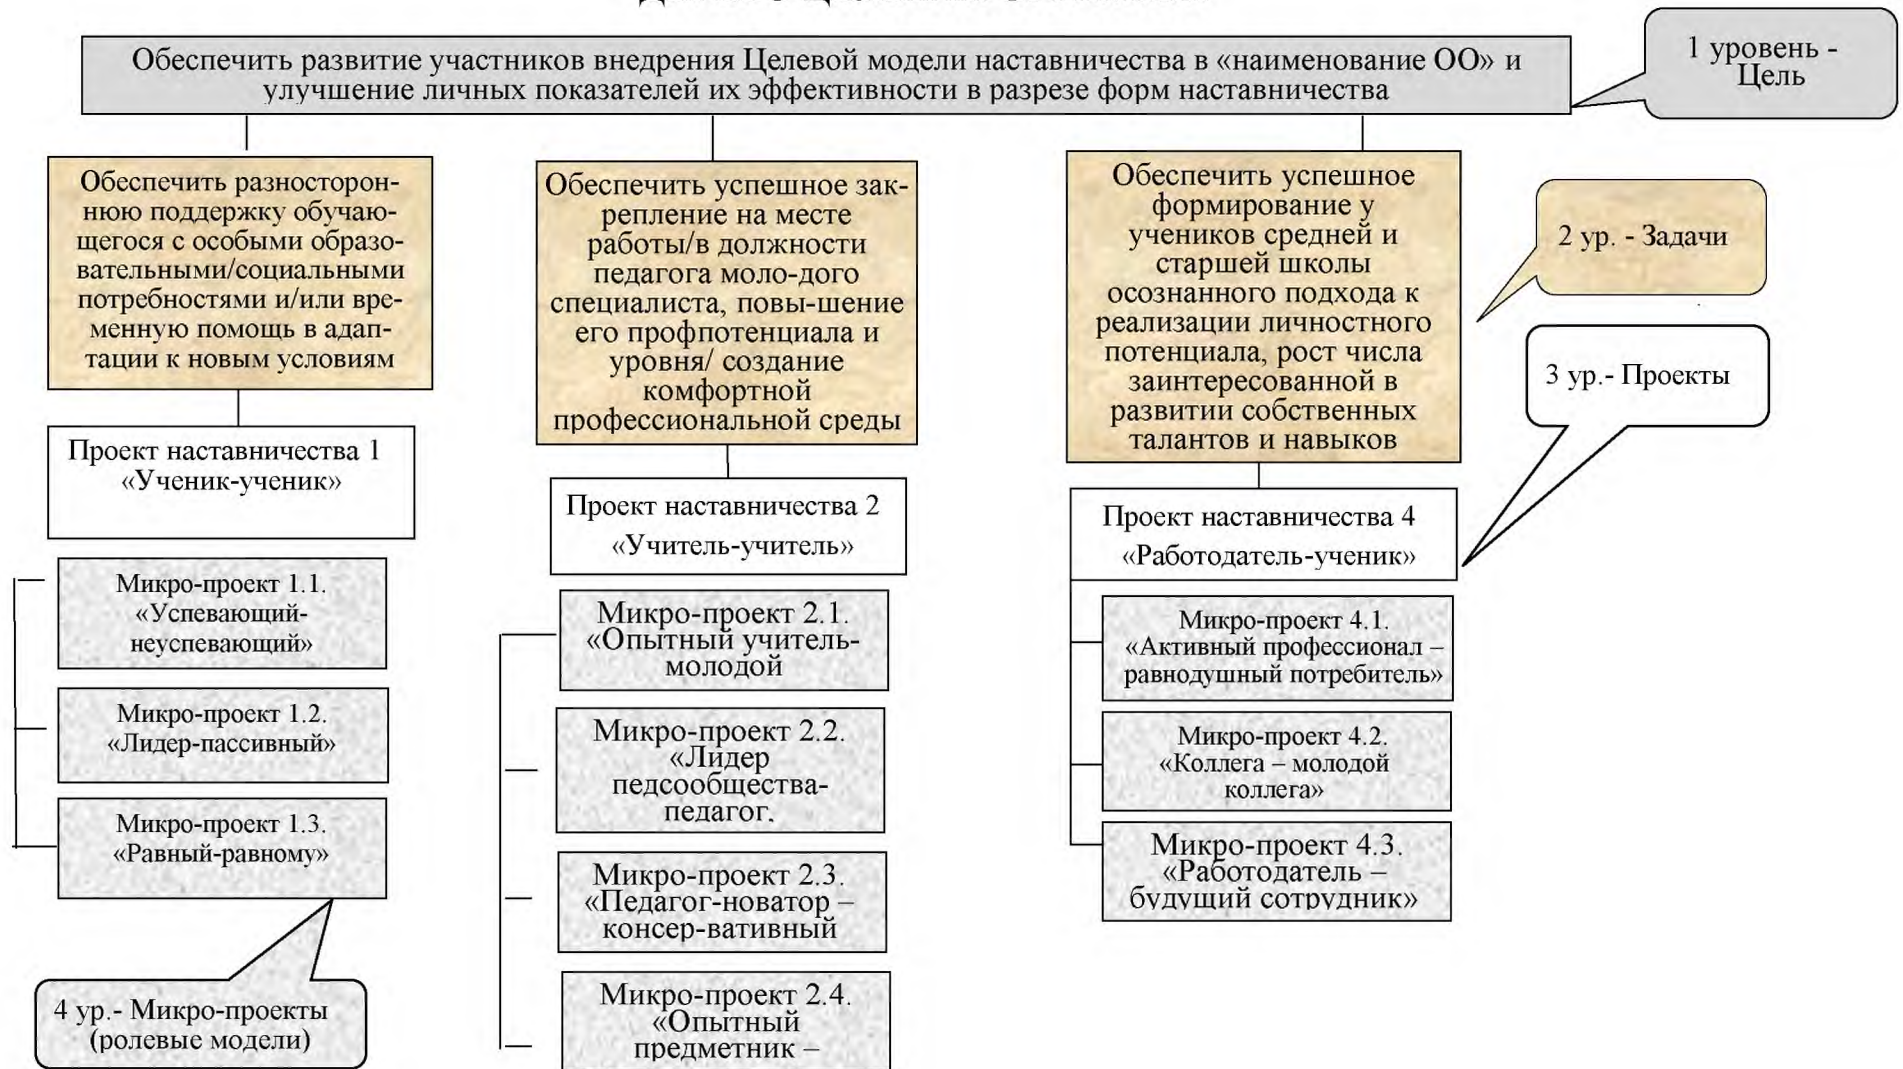 Обеспечить развитие участников внедрения Целевой модели наставничества в «наименование ОО» и
улучшение личных показателей их эффективности в разрезе форм наставничества
1 уровень -
Цель
Обеспечить разносторон-
нюю поддержку обучаю-
щегося с особыми образо-
вательными/социальными
потребностями и/или вре-
менную помощь в адап-
тации к новым условиям
Обеспечить успешное зак-
репление на месте
работы/в должности
педагога моло-дого
специалиста, повы-шение
его профпотенциала и
уровня/ создание
комфортной
профессиональной среды
Обеспечить успешное
формирование у
учеников средней и
старшей школы
осознанного подхода к
реализации личностного
потенциала, рост числа
заинтересованной в
развитии собственных
талантов и навыков
2 ур. - Задачи
3 ур.- Проекты
Проект наставничества 1
«Ученик-ученик»
Проект наставничества 2
«Учитель-учитель»
Проект наставничества 4
«Работодатель-ученик»
Микро-проект 1.1.
«Успевающий-
неуспевающий»
Микро-проект 1.2.
«Лидер-пассивный»
Микро-проект 1.3.
«Равный-равному»
4 ур.- Микро-проекты
(ролевые модели)
Микро-проект 2.1.
«Опытный учитель-
молодой
Микро-проект 2.2.
«Лидер
педсообщества-
педагог,
Микро-проект 2.3.
«Педагог-новатор –
консер-вативный
Микро-проект 2.4.
«Опытный
предметник –
Микро-проект 4.1.
«Активный профессионал –
равнодушный потребитель»
Микро-проект 4.2.
«Коллега – молодой
коллега»
Микро-проект 4.3.
«Работодатель –
будущий сотрудник»